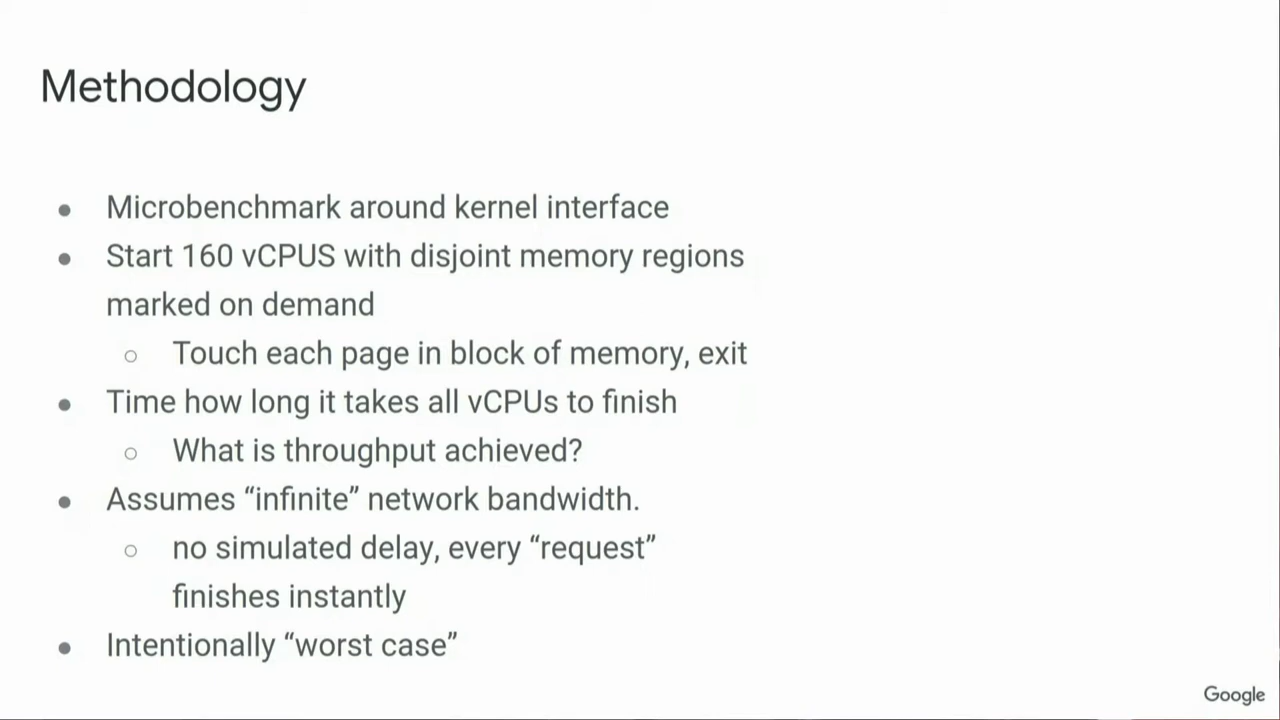 Methodology
● Microbenchmark around kernel interface
● Start 160 vCPUS with disjoint memory regions
marked on demand
○ Touch each page in block of memory, exit
● Time how long it takes all vCPUs to finish
○ What is throughput achieved?
● Assumes “infinite” network bandwidth.
○ no simulated delay, every “request”
finishes instantly
● Intentionally “worst case”
Google